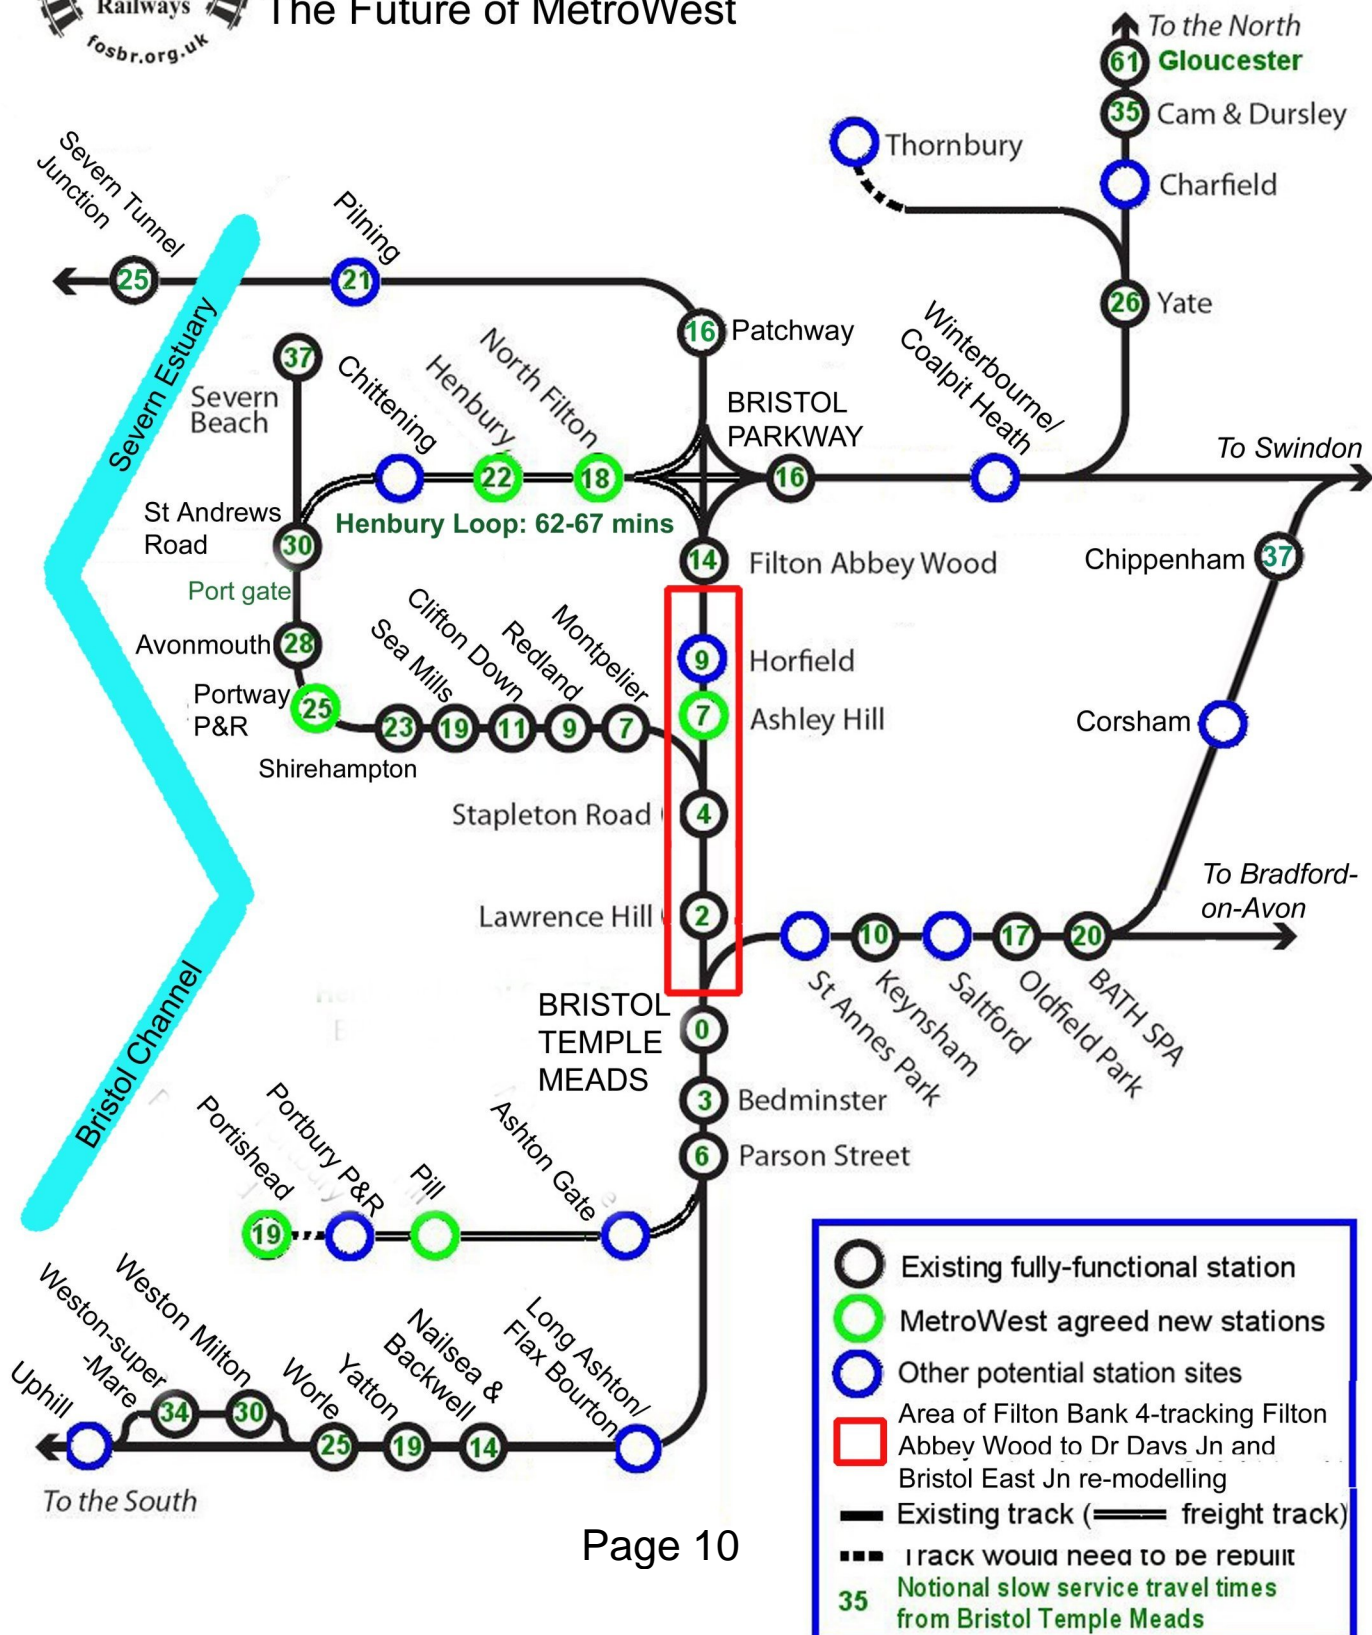 Railways
fosbr.org.uk
The Future of MetroWest
To the North
61 Gloucester
35 Cam & Dursley
Thornbury
Charfield
Severn Tunnel
Junction
25
Pilning
21
26 Yate
16 Patchway
Winterbourne/
Coalpit Heath
37
Severn
Beach
Chittening
Henbury
22
North Filton
18
BRISTOL
PARKWAY
16
To Swindon
Severn Estuary
Henbury Loop: 62-67 mins
St Andrews
Road
30
14 Filton Abbey Wood
Chippenham 37
Port gate
Avonmouth 28
Portway
P&R
25
Shirehampton
23
Sea Mills
19
Clifton Down
11
Redland
9
Montpelier
7
9 Horfield
7 Ashley Hill
Corsham
Stapleton Road 4
Lawrence Hill 2
To Bradford-
on-Avon
St Annes Park
10
Keynsham
Saltford
17
Oldfield Park
20
BATH SPA
BRISTOL
TEMPLE
MEADS
0
Bristol Channel
3 Bedminster
6 Parson Street
Portishead
19
Portbury P&R
Pill
Ashton Gate
Uphill
Weston-super
-Mare
34
Weston Milton
30
Worle
25
Yatton
19
Nailsea &
Backwell
14
Long Ashton/
Flax Bourton
To the South
Page 10
Existing fully-functional station
MetroWest agreed new stations
Other potential station sites
Area of Filton Bank 4-tracking Filton
Abbey Wood to Dr Days Jn and
Bristol East Jn re-modelling
Existing track ( freight track)
Track would need to be rebuilt
35 Notional slow service travel times
from Bristol Temple Meads